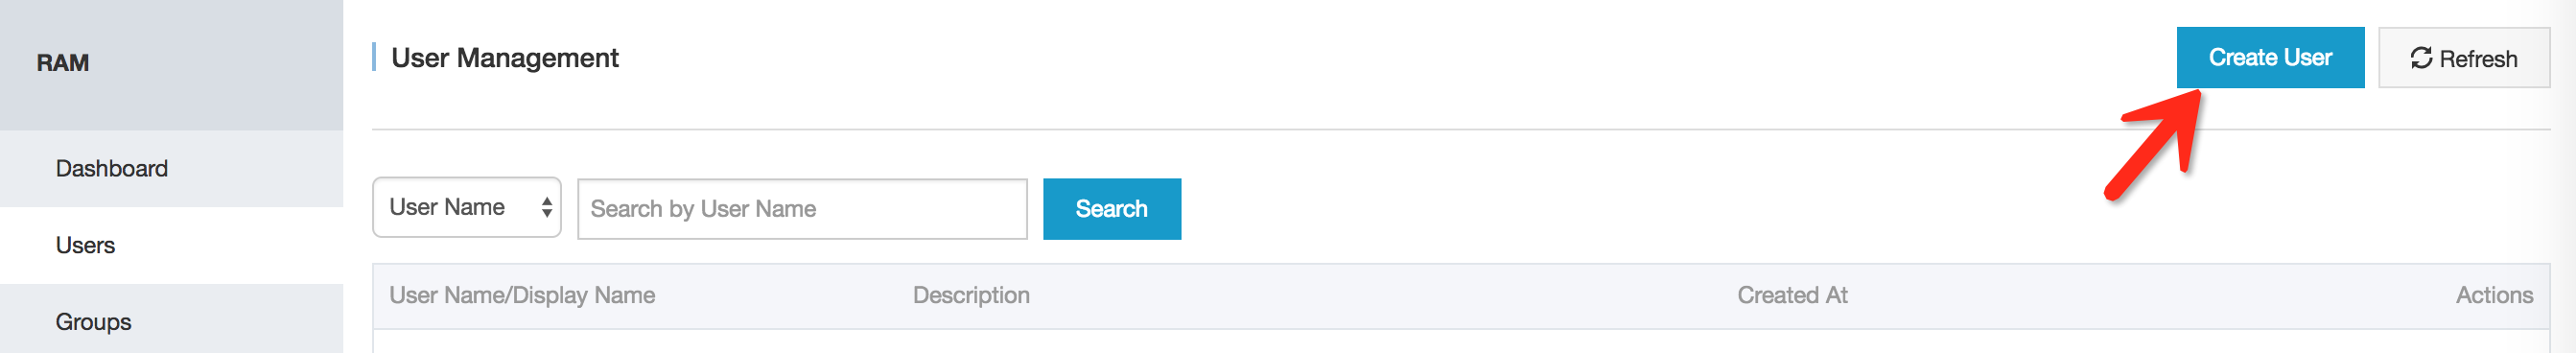 RAM
Dashboard
Users
Groups
User Management
Create User
Refresh
User Name
Search by User Name
Search
User Name/Display Name
Description
Created At
Actions